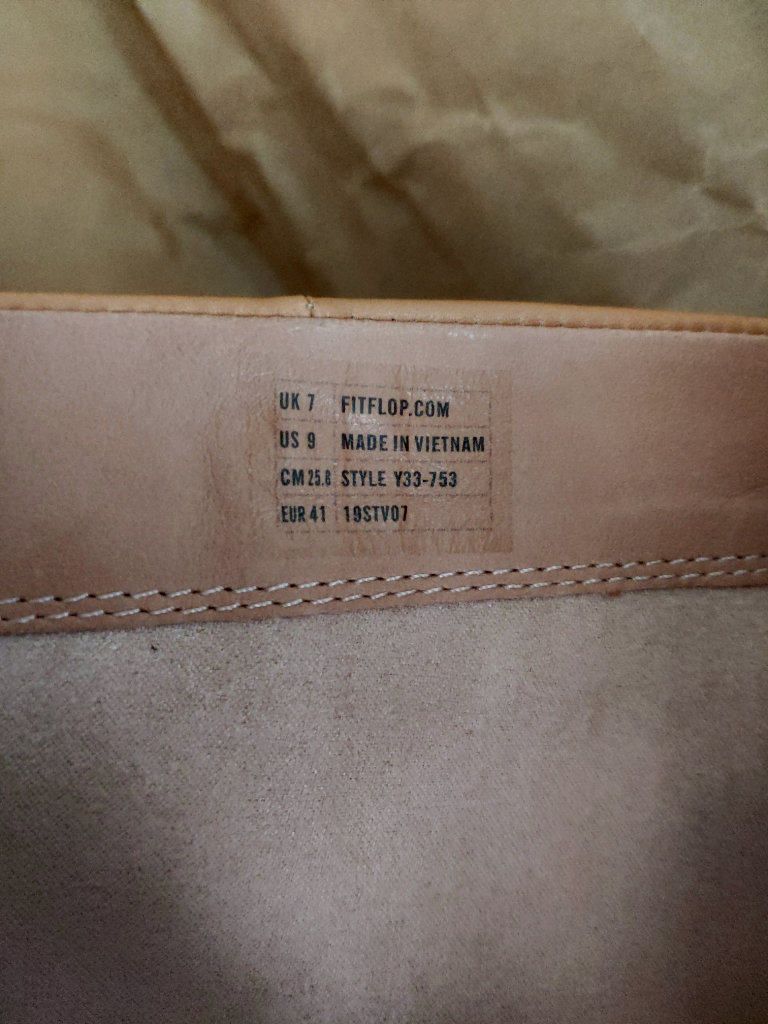 UK 7 FITFLOP.COM
US 9 MADE IN VIETNAM
CM 25.8 STYLE Y33-753
EUR 41 19STV07